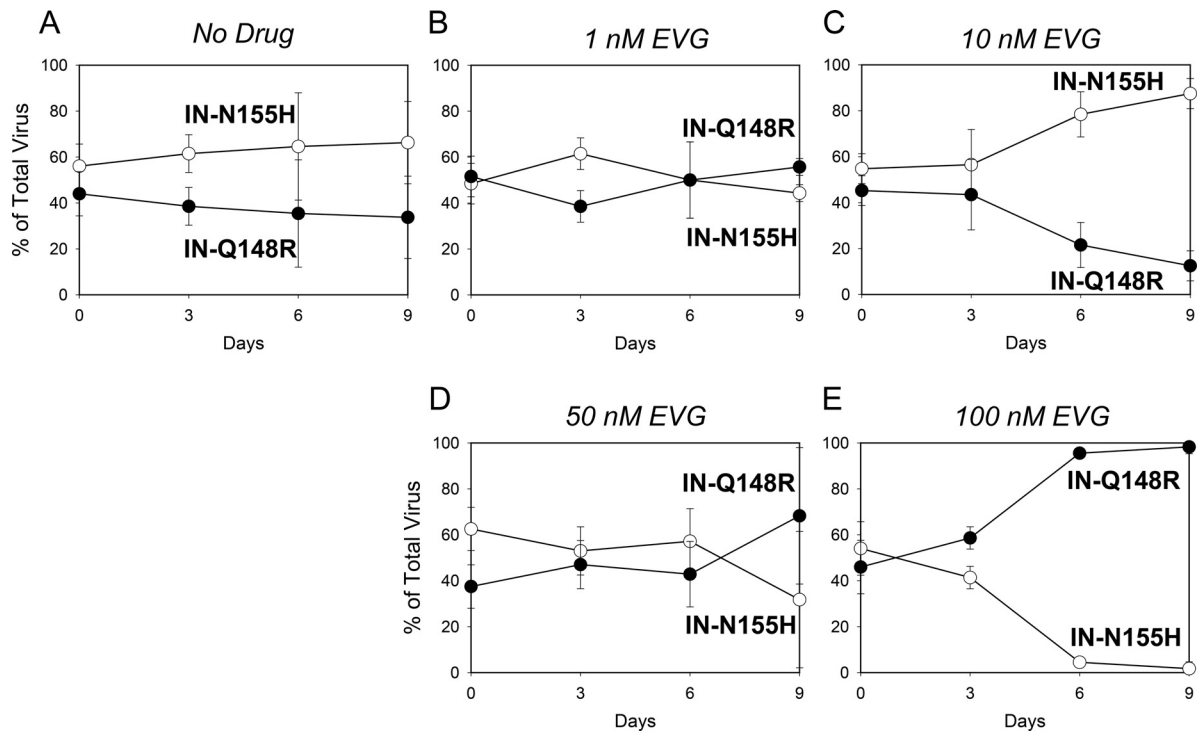 A
No Drug
% of Total Virus
100
80
60
40
20
0
IN-N155H
IN-Q148R
0 3 6 9
Days
B
1 nM EVG
100
80
60
40
20
0
IN-Q148R
IN-N155H
0 3 6 9
Days
C
10 nM EVG
100
80
60
40
20
0
IN-N155H
IN-Q148R
0 3 6 9
Days
D
50 nM EVG
% of Total Virus
100
80
60
40
20
0
IN-Q148R
IN-N155H
0 3 6 9
Days
E
100 nM EVG
100
80
60
40
20
0
IN-Q148R
IN-N155H
0 3 6 9
Days